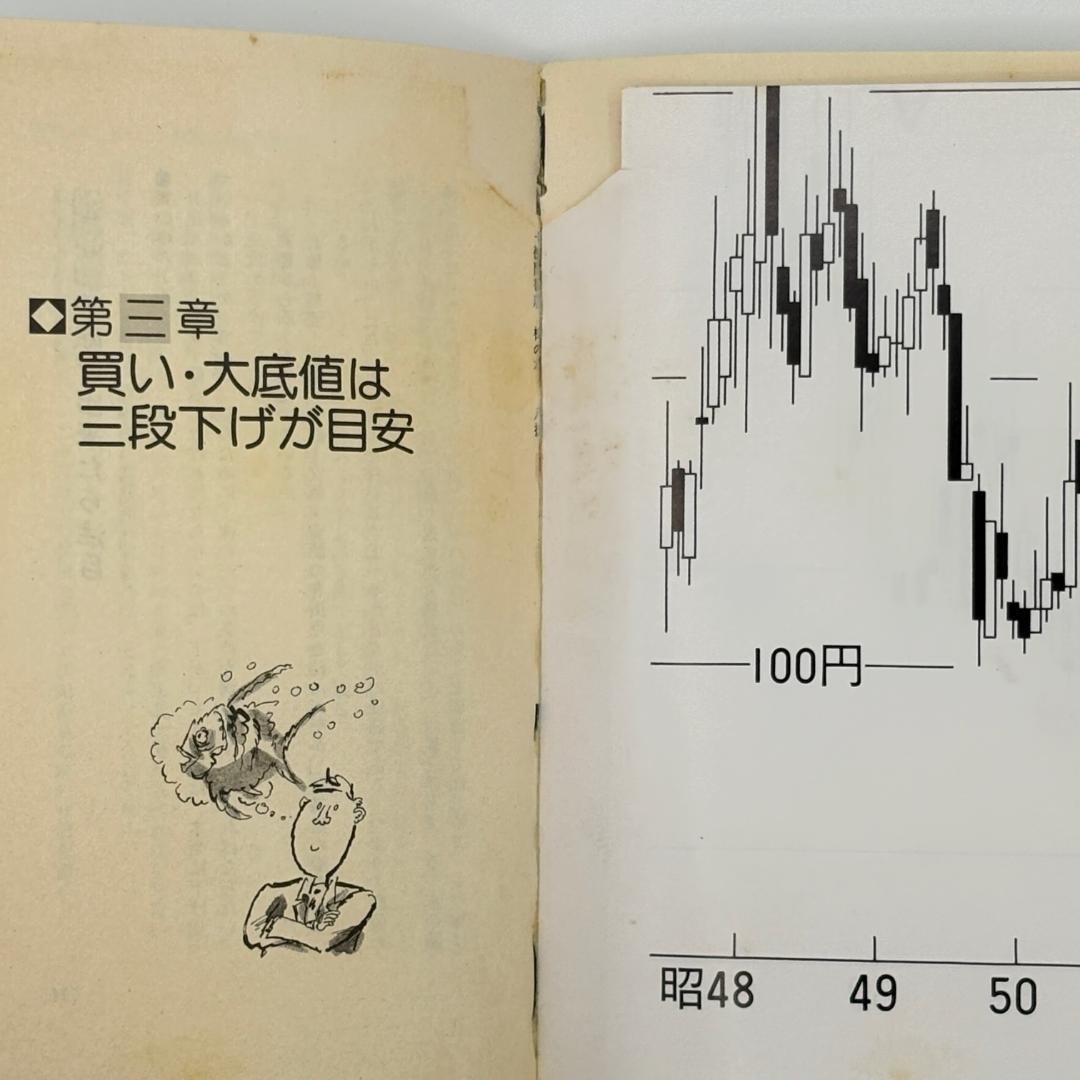 第三章
買い・大底値は
三段下げが目安
100円
昭48 49 50